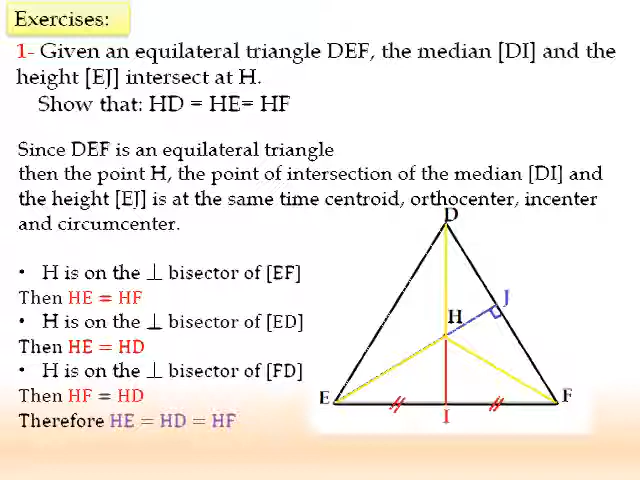 Exercises:
1- Given an equilateral triangle DEF, the median [DI] and the
height [EJ] intersect at H.
Show that: HD = HE= HF
Since DEF is an equilateral triangle
then the point H, the point of intersection of the median [DI] and
the height [EJ] is at the same time centroid, orthocenter, incenter
and circumcenter.
• H is on the ⊥ bisector of [EF]
Then HE = HF
• H is on the ⊥ bisector of [ED]
Then HE = HD
• H is on the ⊥ bisector of [FD]
Then HF = HD
Therefore HE = HD = HF
D
J
H
E
F
I